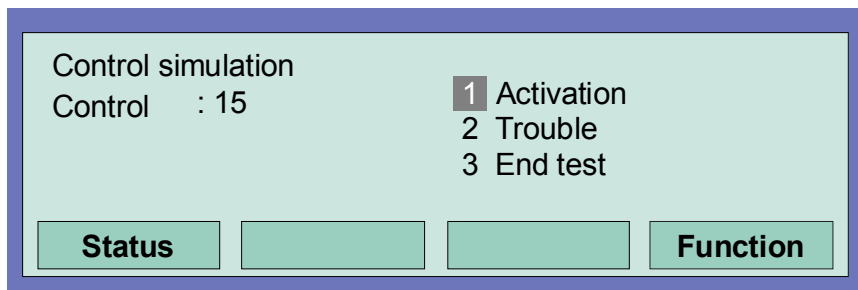 Control simulation
Control : 15
1 Activation
2 Trouble
3 End test
Status
Function